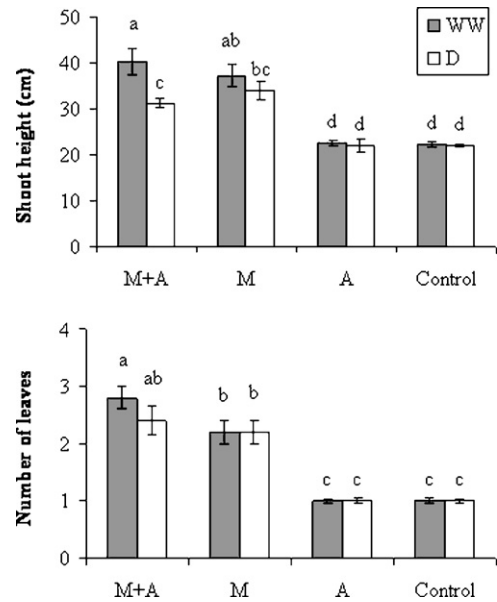 Shoot height (cm)
50
40
30
20
10
0
WW
D
a
c
ab
bc
d
d
d
d
M+A
M
A
Control
Number of leaves
4
3
2
1
0
a
ab
b
b
c
c
c
c
M+A
M
A
Control